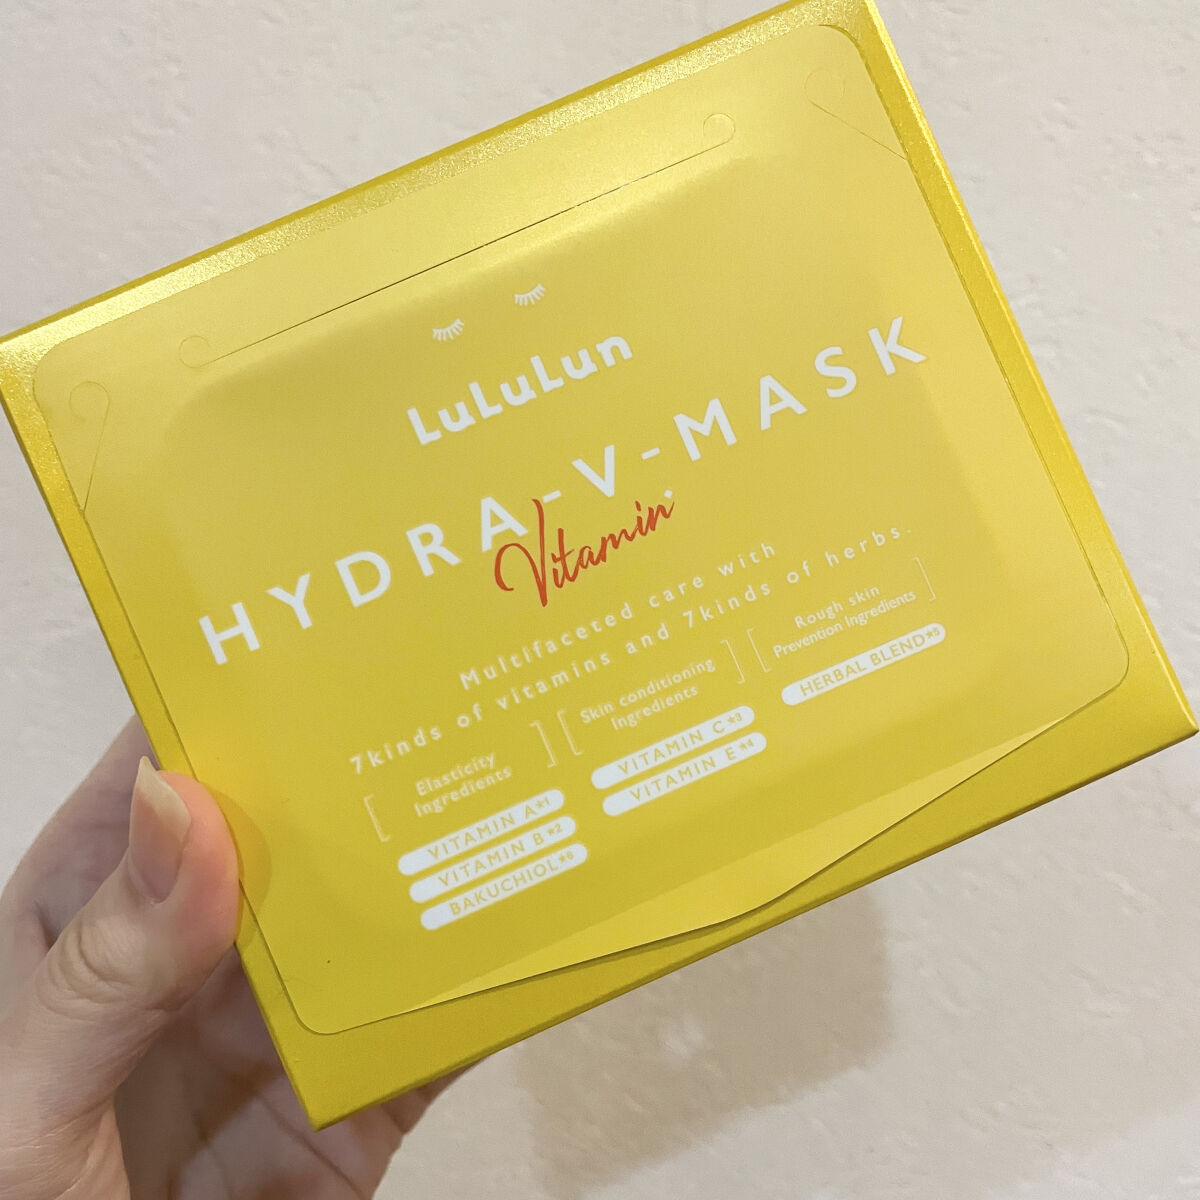 LuLuLun
HYDRA-V-MASK
Vitamin
Multifaceted care with
7kinds of vitamins and 7kinds of herbs.
Elasticity
Ingredients
VITAMIN A★1
VITAMIN B★2
BAKUCHIOL★6
Skin conditioning
Ingredients
VITAMIN C★3
VITAMIN E★4
Rough skin
Prevention Ingredients
HERBAL BLEND★5